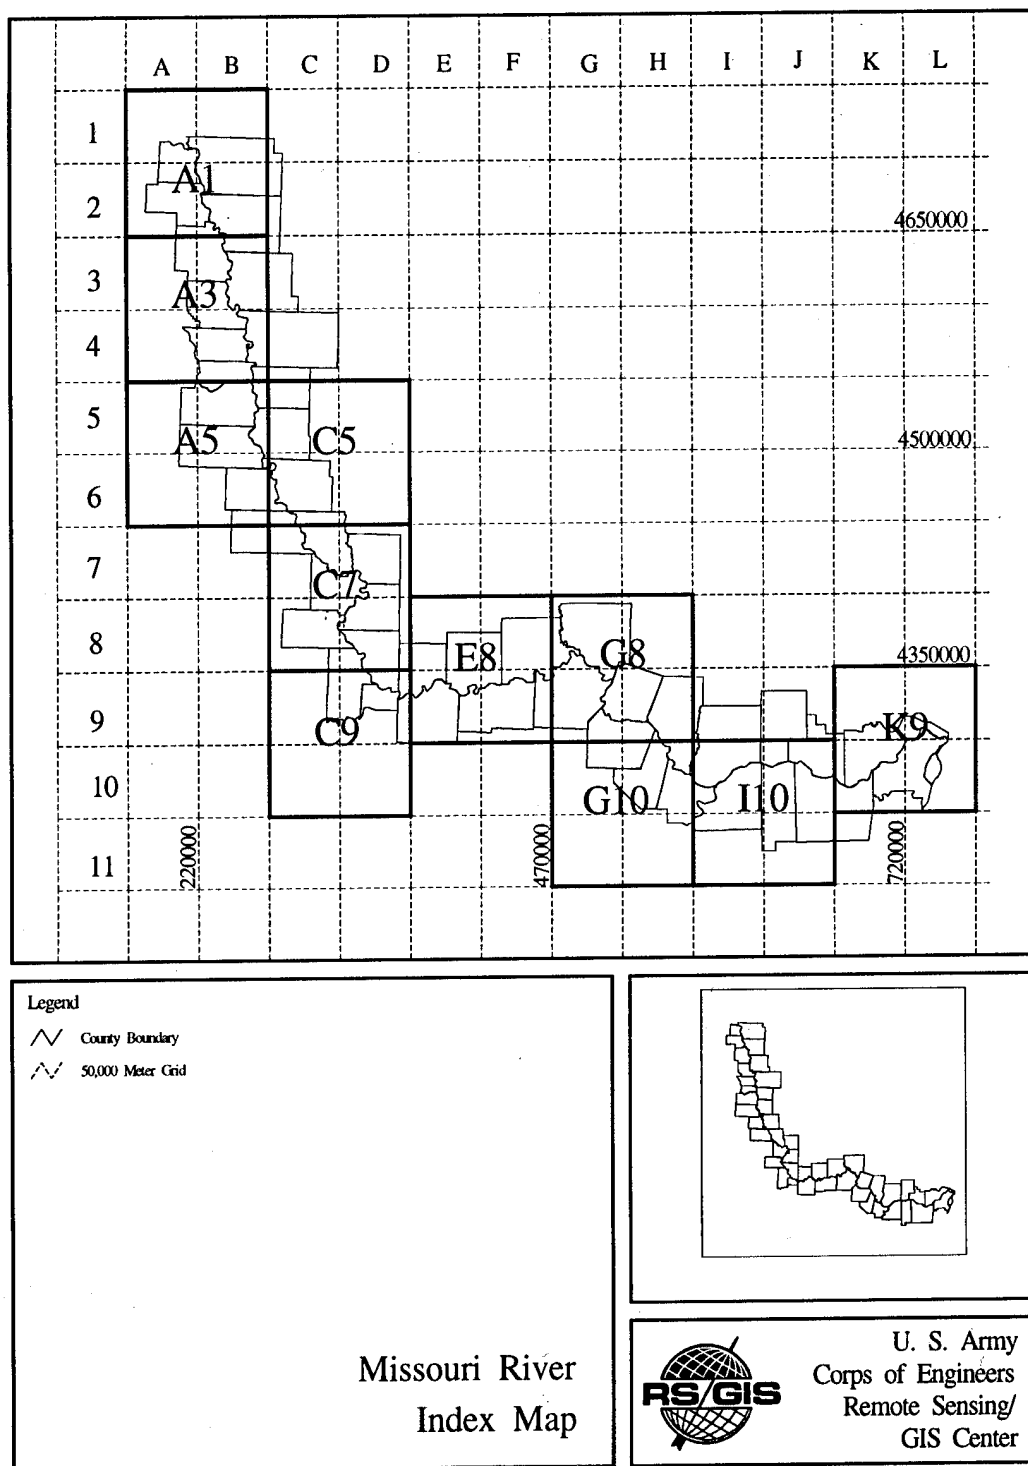 A B C D E F G H I J K L
1
A1
2
4650000
3
A3
4
5
A5 C5
4500000
6
7
C7
8
E8 G8
4350000
9
C9 K9
10
G10 I10
11
220000
470000
720000
Legend
County Boundary
50,000 Meter Grid
Missouri River
Index Map
RS/GIS
U. S. Army
Corps of Engineers
Remote Sensing/
GIS Center